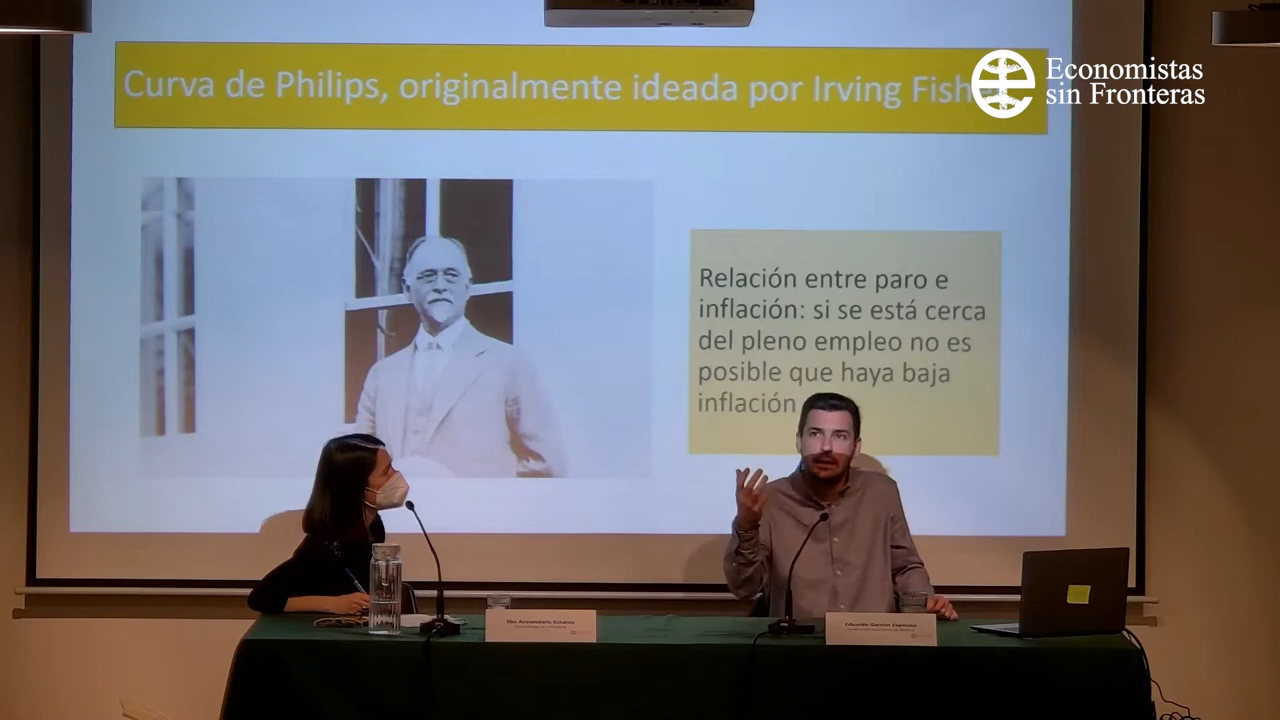 Curva de Philips, originalmente ideada por Irving Fish
Economistas
sin Fronteras
Relación entre paro e
inflación: si se está cerca
del pleno empleo no es
posible que haya baja
inflación
Eduardo Garzón Espinosa